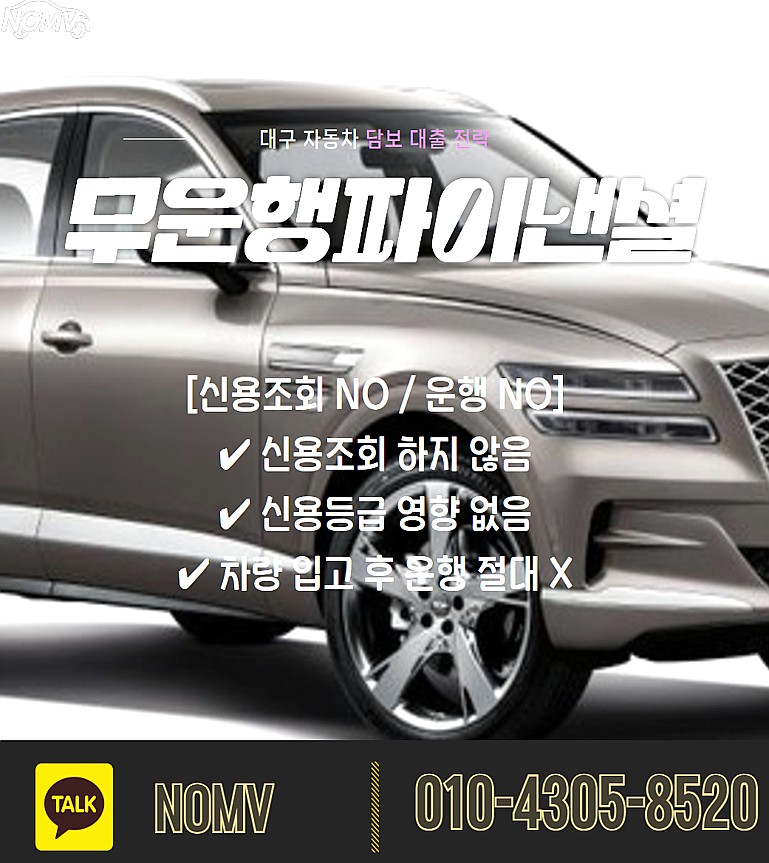 NOMV
대구 자동차 담보 대출 전략
무운행파이낸셜
[신용조회 NO / 운행 NO]
✔ 신용조회 하지 않음
✔ 신용등급 영향 없음
✔ 차량 입고 후 운행 절대 X
TALK
NOMV
010-4305-8520